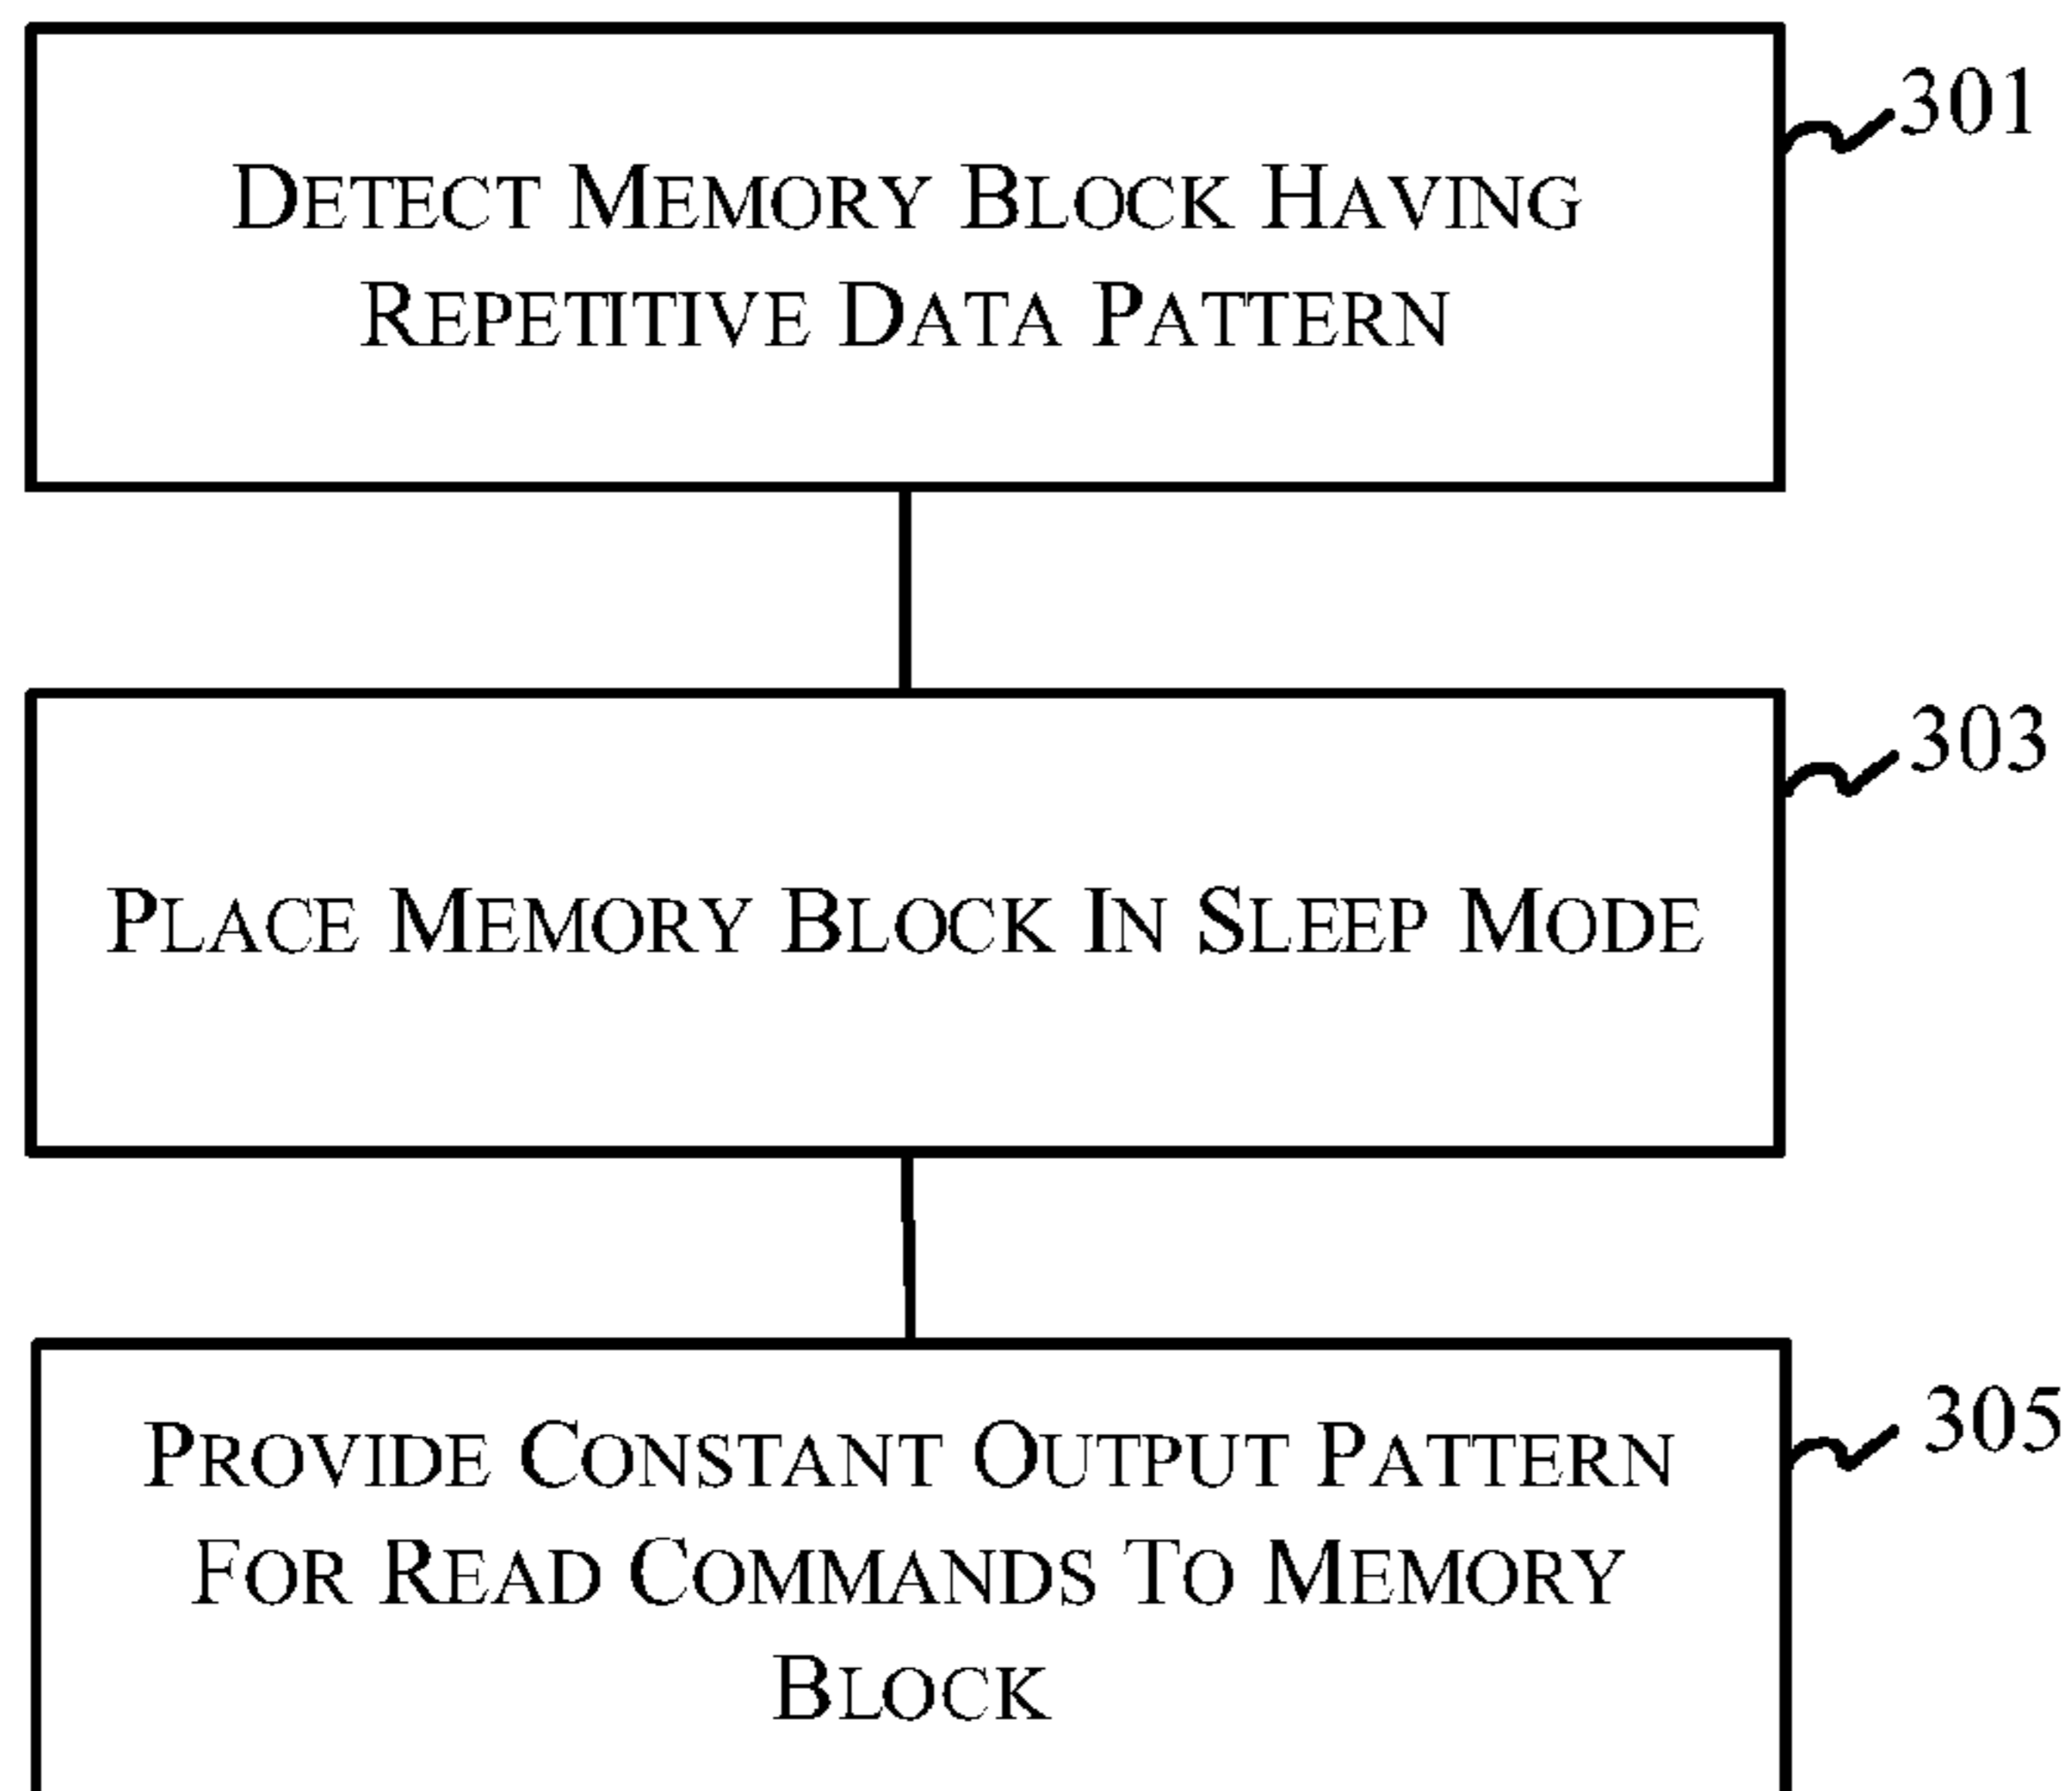 301
DETECT MEMORY BLOCK HAVING
REPETITIVE DATA PATTERN
303
PLACE MEMORY BLOCK IN SLEEP MODE
305
PROVIDE CONSTANT OUTPUT PATTERN
FOR READ COMMANDS TO MEMORY
BLOCK